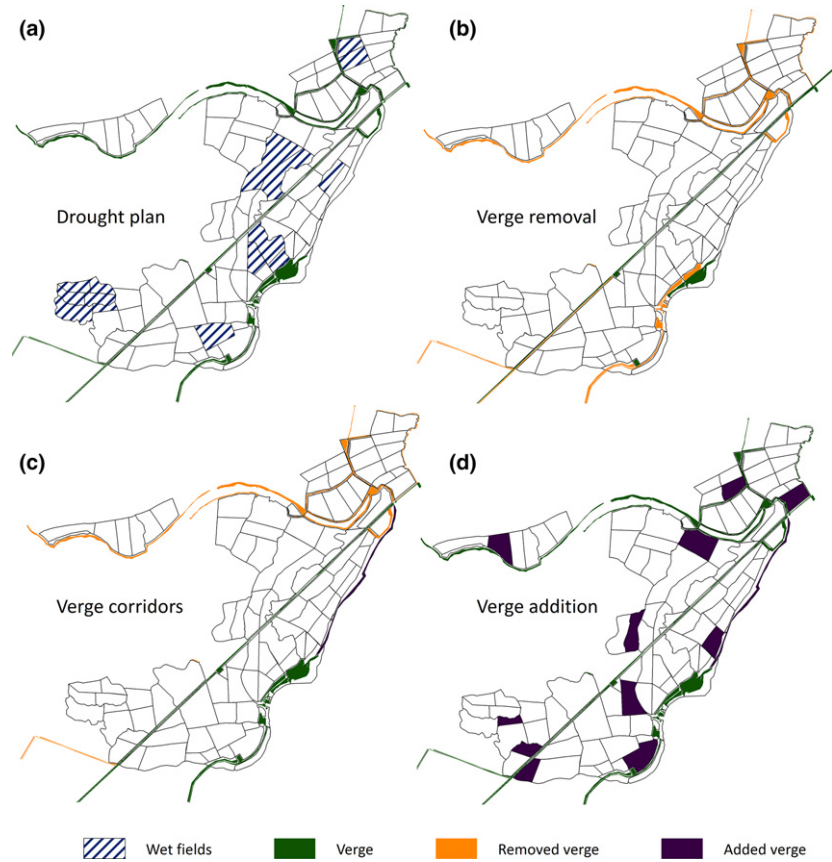 (a)
Drought plan
(b)
Verge removal
(c)
Verge corridors
(d)
Verge addition
Wet fields
Verge
Removed verge
Added verge